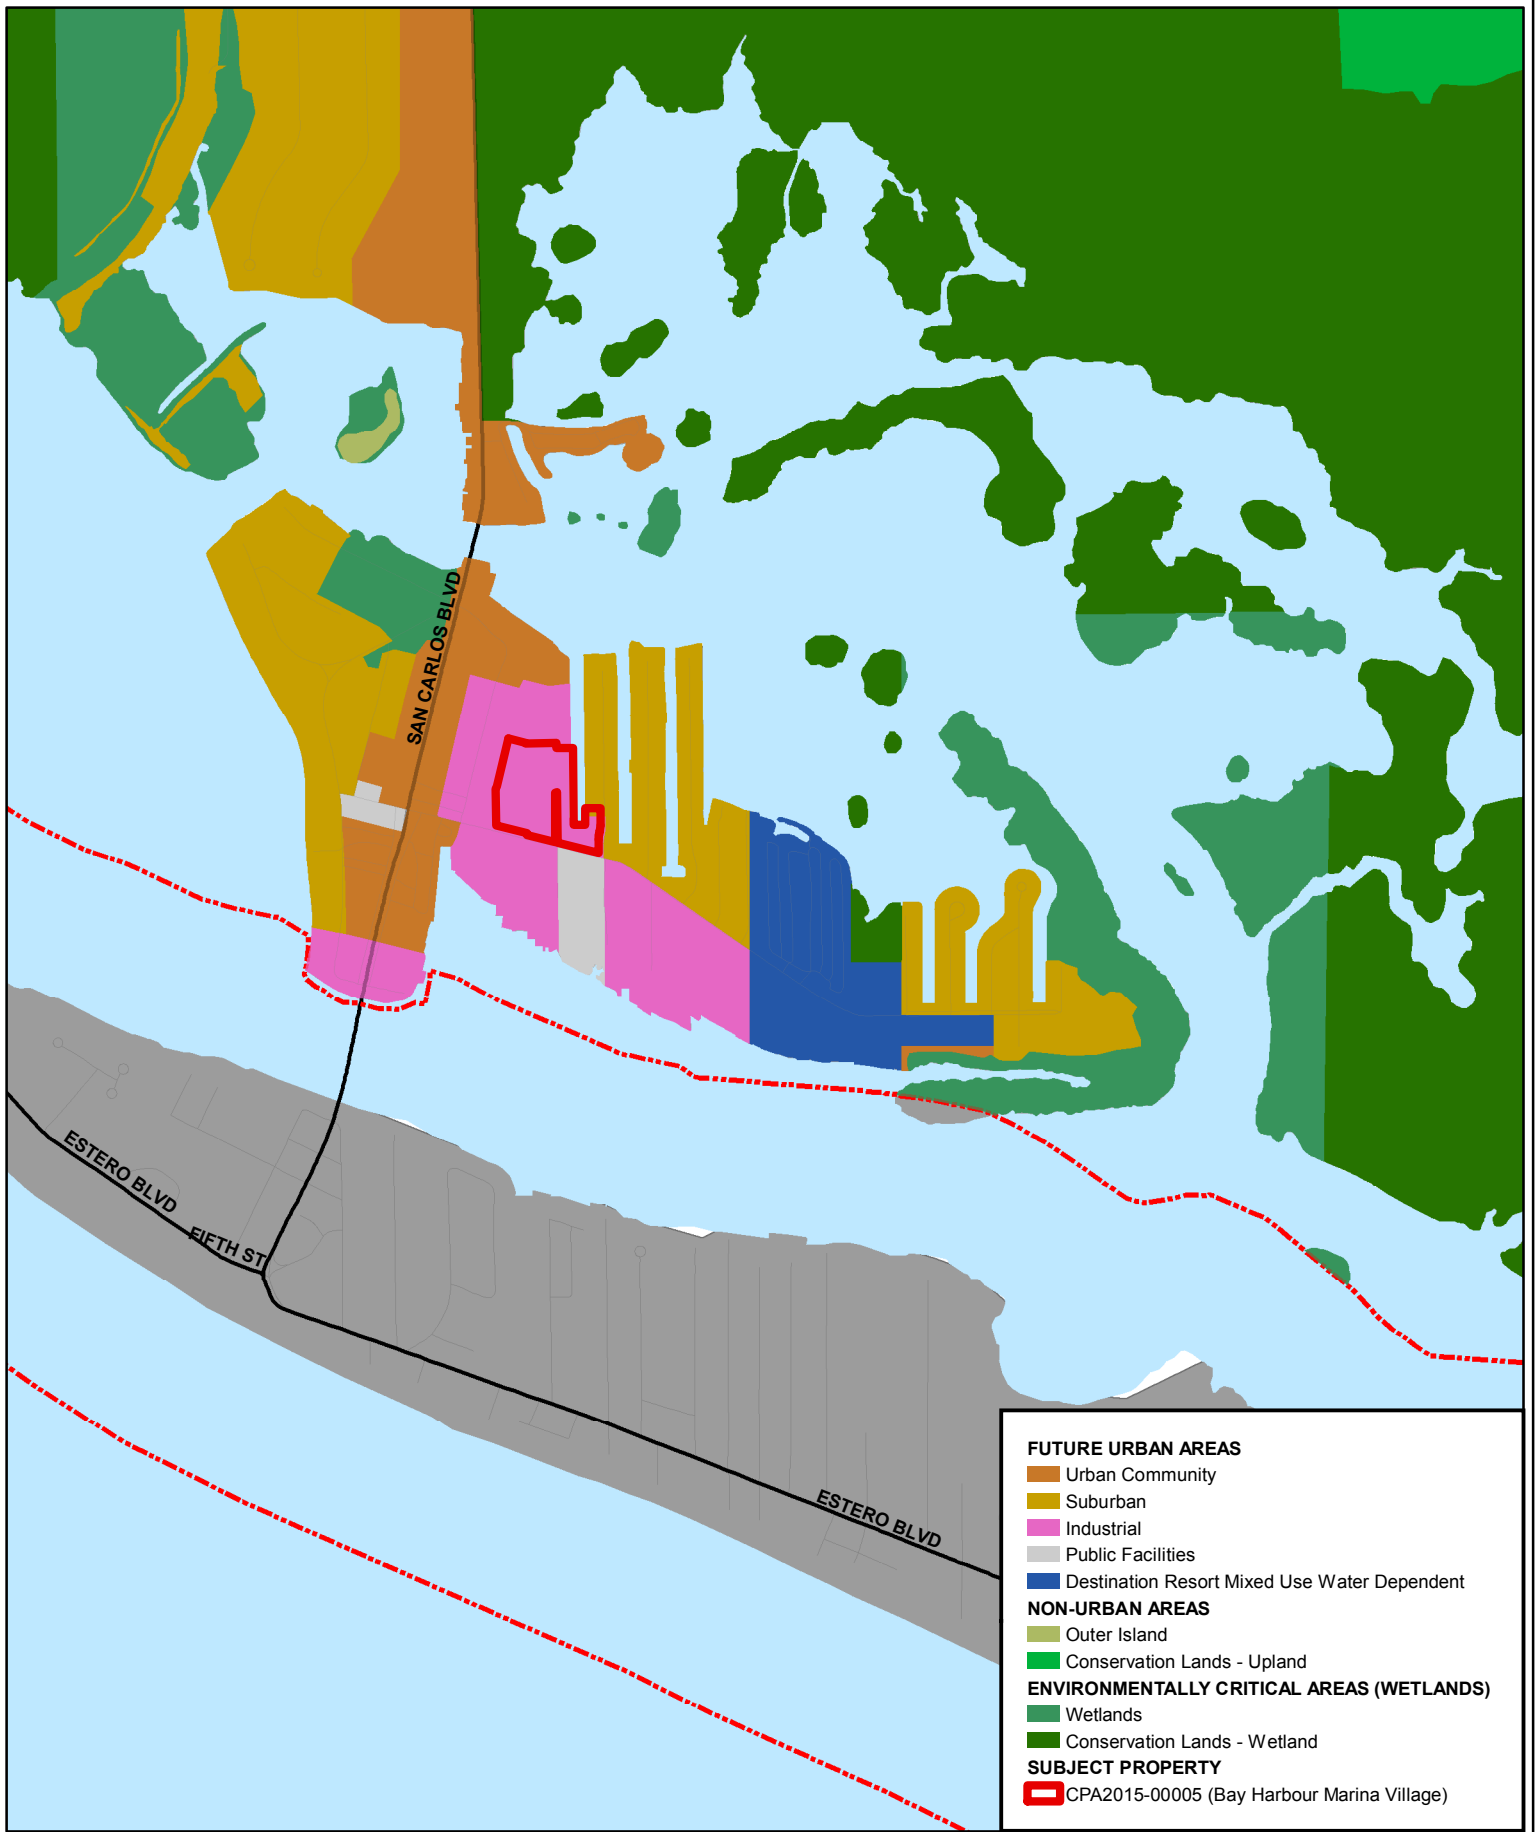 SAN CARLOS BLVD
ESTERO BLVD
FIFTH ST
ESTERO BLVD
FUTURE URBAN AREAS
Urban Community
Suburban
Industrial
Public Facilities
Destination Resort Mixed Use Water Dependent
NON-URBAN AREAS
Outer Island
Conservation Lands - Upland
ENVIRONMENTALLY CRITICAL AREAS (WETLANDS)
Wetlands
Conservation Lands - Wetland
SUBJECT PROPERTY
CPA2015-00005 (Bay Harbour Marina Village)